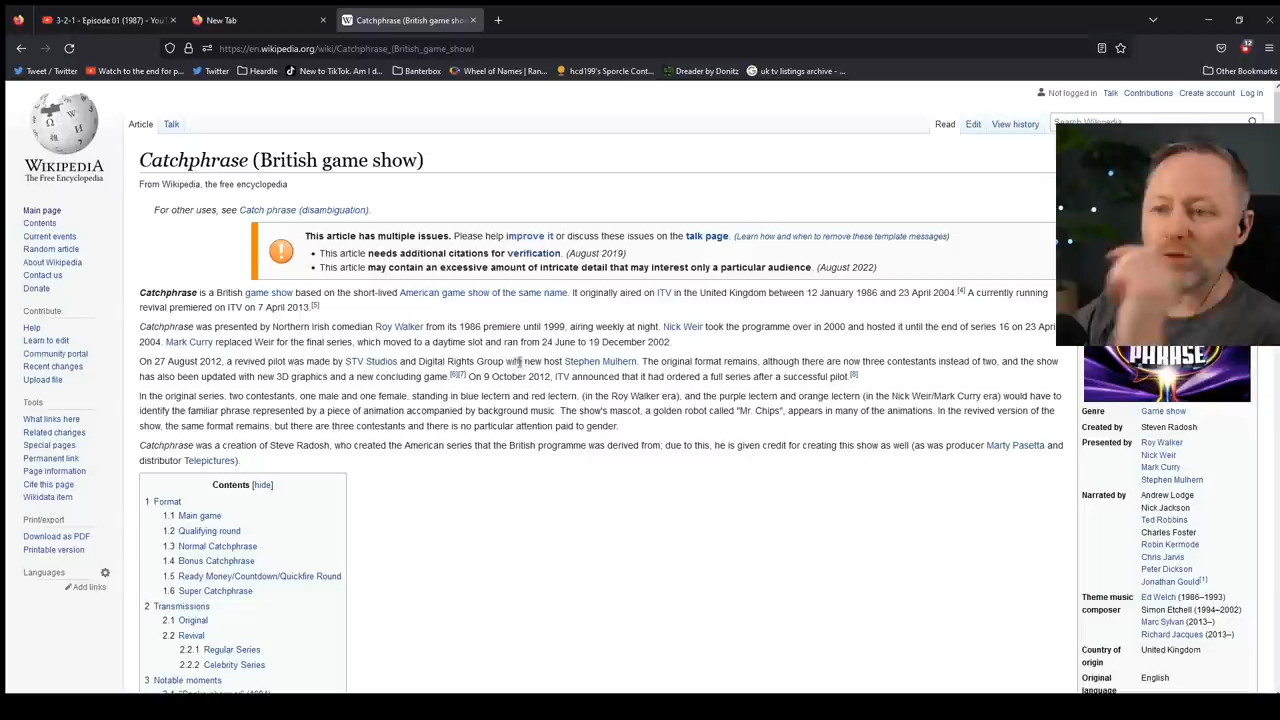 3-2-1 - Episode 01 (1987) - You
New Tab
Catchphrase (British game sho
https://en.wikipedia.org/wiki/Catchphrase_(British_game_show)
12
Tweet / Twitter
Watch to the end for p...
Twitter
Heardle
New to TikTok. Am I d...
Banterbox
Wheel of Names | Ran...
hcd199's Sporcle Cont...
Dreader by Donitz
uk tv listings archive - ...
Other Bookmarks
Not logged in Talk Contributions Create account Log in
Article Talk
Read Edit View history
Search Wikipedia
WIKIPEDIA
The Free Encyclopedia
Main page
Contents
Current events
Random article
About Wikipedia
Contact us
Donate
Contribute
Help
Learn to edit
Community portal
Recent changes
Upload file
Tools
What links here
Related changes
Special pages
Permanent link
Page information
Cite this page
Wikidata item
Print/export
Download as PDF
Printable version
Languages
Add links
Catchphrase (British game show)
From Wikipedia, the free encyclopedia
For other uses, see Catch phrase (disambiguation).
This article has multiple issues. Please help improve it or discuss these issues on the talk page. (Learn how and when to remove these template messages)
• This article needs additional citations for verification. (August 2019)
• This article may contain an excessive amount of intricate detail that may interest only a particular audience. (August 2022)
Catchphrase is a British game show based on the short-lived American game show of the same name. It originally aired on ITV in the United Kingdom between 12 January 1986 and 23 April 2004.[4] A currently running
revival premiered on ITV on 7 April 2013.[5]
Catchphrase was presented by Northern Irish comedian Roy Walker from its 1986 premiere until 1999, airing weekly at night. Nick Weir took the programme over in 2000 and hosted it until the end of series 16 on 23 April
2004. Mark Curry replaced Weir for the final series, which moved to a daytime slot and ran from 24 June to 19 December 2002.
On 27 August 2012, a revived pilot was made by STV Studios and Digital Rights Group with new host Stephen Mulhern. The original format remains, although there are now three contestants instead of two, and the show
has also been updated with new 3D graphics and a new concluding game.[6][7] On 9 October 2012, ITV announced that it had ordered a full series after a successful pilot.[8]
In the original series, two contestants, one male and one female, standing in blue lectern and red lectern, (in the Roy Walker era), and the purple lectern and orange lectern (in the Nick Weir/Mark Curry era) would have to
identify the familiar phrase represented by a piece of animation accompanied by background music. The show's mascot, a golden robot called "Mr. Chips", appears in many of the animations. In the revived version of the
show, the same format remains, but there are three contestants and there is no particular attention paid to gender.
Catchphrase was a creation of Steve Radosh, who created the American series that the British programme was derived from; due to this, he is given credit for creating this show as well (as was producer Marty Pasetta and
distributor Telepictures).
Contents [hide]
1 Format
1.1 Main game
1.2 Qualifying round
1.3 Normal Catchphrase
1.4 Bonus Catchphrase
1.5 Ready Money/Countdown/Quickfire Round
1.6 Super Catchphrase
2 Transmissions
2.1 Original
2.2 Revival
2.2.1 Regular Series
2.2.2 Celebrity Series
3 Notable moments
PHRASE
Genre Game show
Created by Steven Radosh
Presented by Roy Walker
Nick Weir
Mark Curry
Stephen Mulhern
Narrated by Andrew Lodge
Nick Jackson
Ted Robbins
Charles Foster
Robin Kermode
Chris Jarvis
Peter Dickson
Jonathan Gould[1]
Theme music Ed Welch (1986–1993)
composer Simon Etchell (1994–2002)
Marc Sylvan (2013–)
Richard Jacques (2013–)
Country of United Kingdom
origin
Original English
language